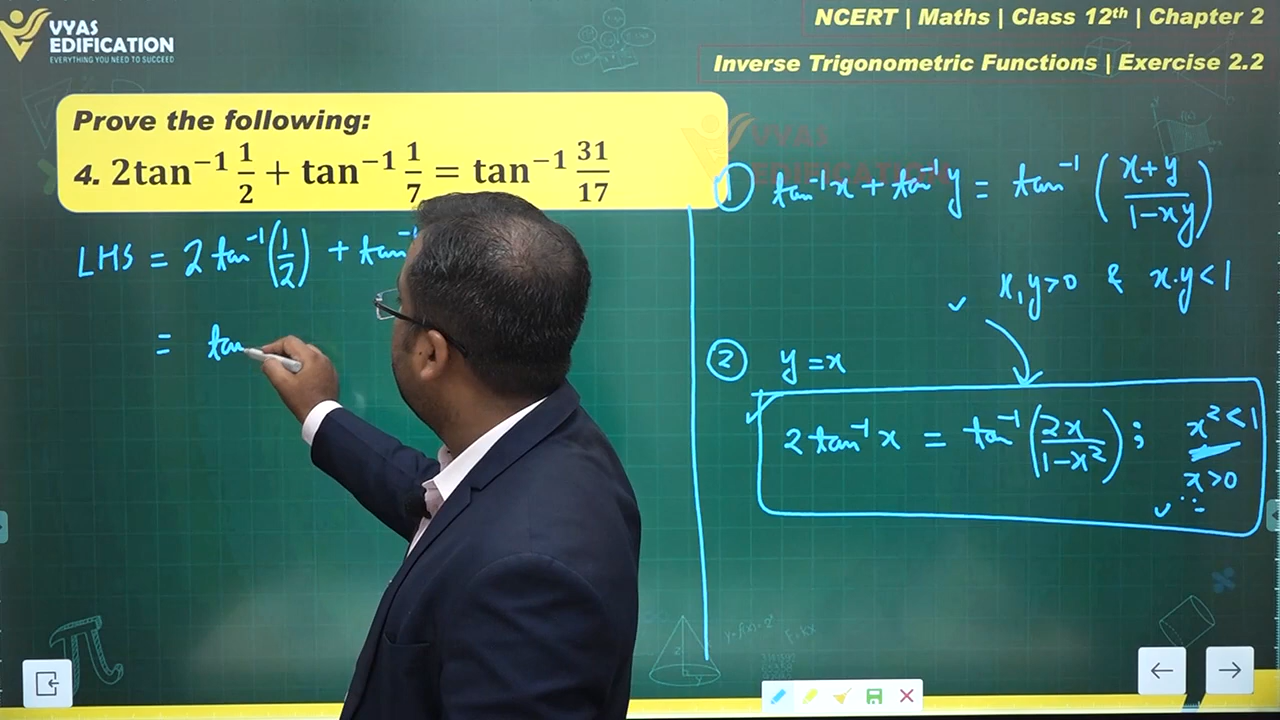 VYAS
EDIFICATION
EVERYTHING YOU NEED TO SUCCEED
NCERT | Maths | Class 12ᵗʰ | Chapter 2
Inverse Trigonometric Functions | Exercise 2.2
Prove the following:
4. 2tan⁻¹ 1/2 + tan⁻¹ 1/7 = tan⁻¹ 31/17
LHS = 2 tan⁻¹(1/2) + tan⁻¹
= tan
VYAS
EDIFICATION
① tan⁻¹x + tan⁻¹y = tan⁻¹((x+y)/(1-xy))
x,y>0 & x.y<1
② y=x
2 tan⁻¹ x = tan⁻¹(2x/(1-x²)); x²<1
x>0